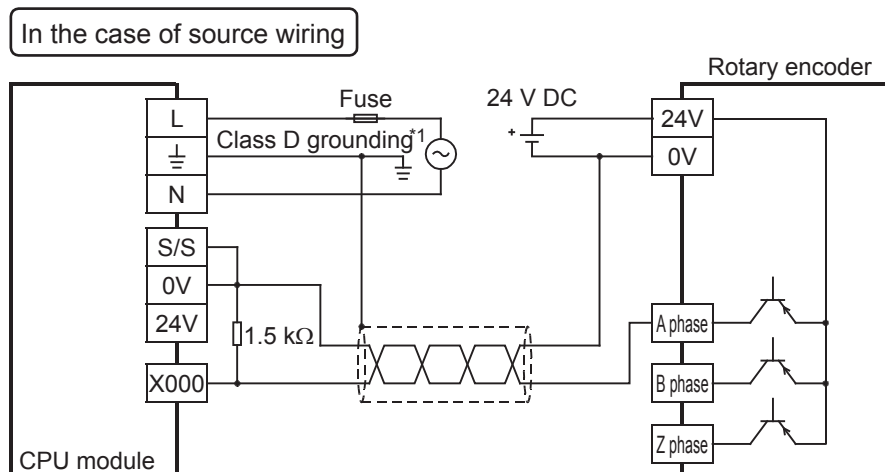 In the case of source wiring
Rotary encoder
L
Fuse
24 V DC
24V
Class D grounding*1
+
0V
N
S/S
0V
24V
1.5 kΩ
A phase
X000
B phase
Z phase
CPU module